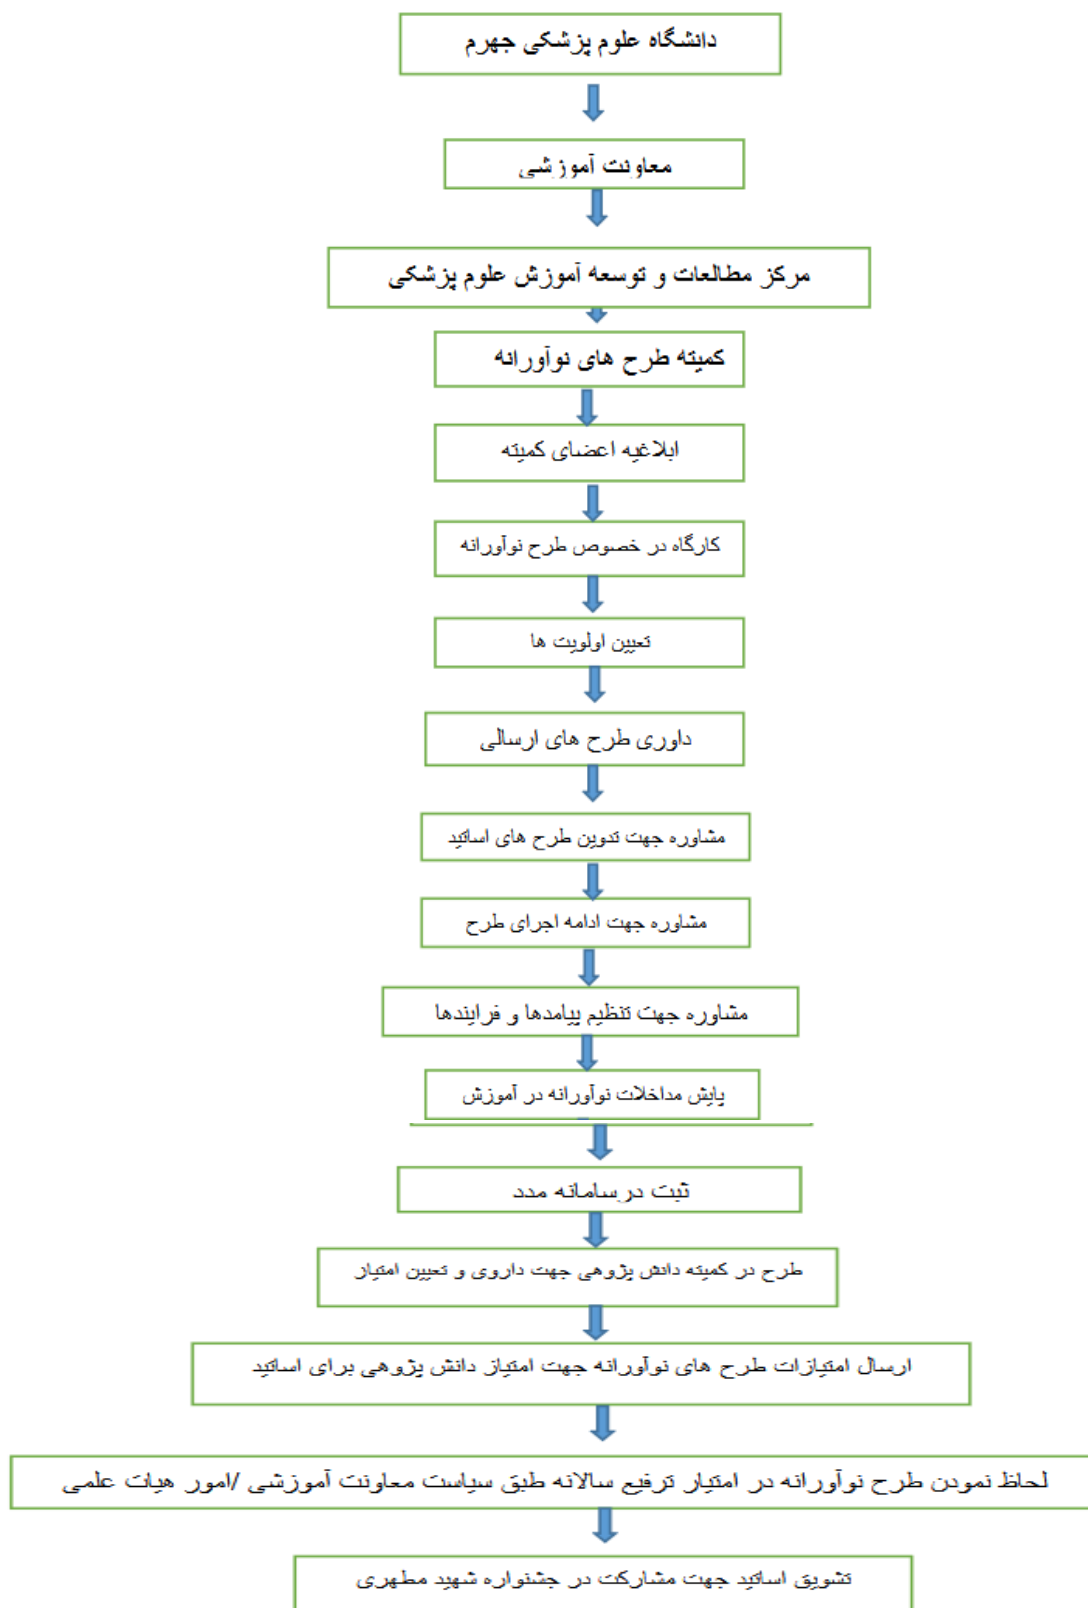 دانشگاه علوم پزشکی جهرم
معاونت آموزشی
مرکز مطالعات و توسعه آموزش علوم پزشکی
کمیته طرح های نوآورانه
ابلاغیه اعضای کمیته
کارگاه در خصوص طرح نوآورانه
تعیین اولویت ها
داوری طرح های ارسالی
مشاوره جهت تدوین طرح های اساتید
مشاوره جهت ادامه اجرای طرح
مشاوره جهت تنظیم پیامدها و فرایندها
پایش مداخلات نوآورانه در آموزش
ثبت در سامانه مدد
طرح در کمیته دانش پژوهی جهت داروی و تعیین امتیاز
ارسال امتیازات طرح های نوآورانه جهت امتیاز دانش پژوهی برای اساتید
لحاظ نمودن طرح نوآورانه در امتیاز ترفیع سالانه طبق سیاست معاونت آموزشی /امور هیات علمی
تشویق اساتید جهت مشارکت در جشنواره شهید مطهری